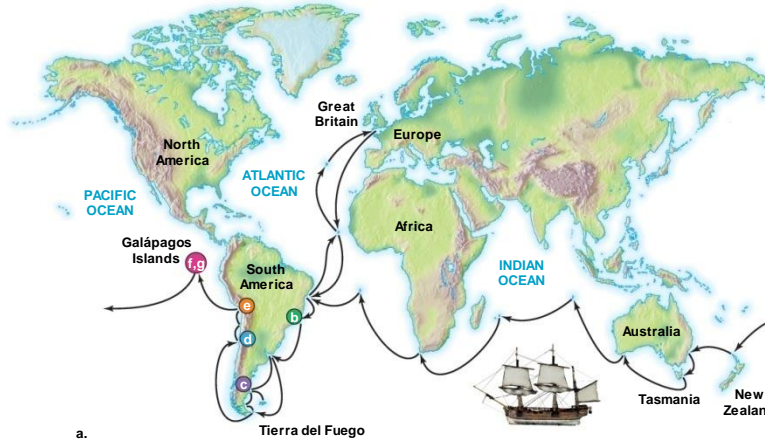 Great
Britain
Europe
North
America
ATLANTIC
OCEAN
PACIFIC
OCEAN
Africa
Galápagos
Islands
f,g
South
America
INDIAN
OCEAN
e
b
d
Australia
c
Tasmania
New
Zealan
Tierra del Fuego
a.